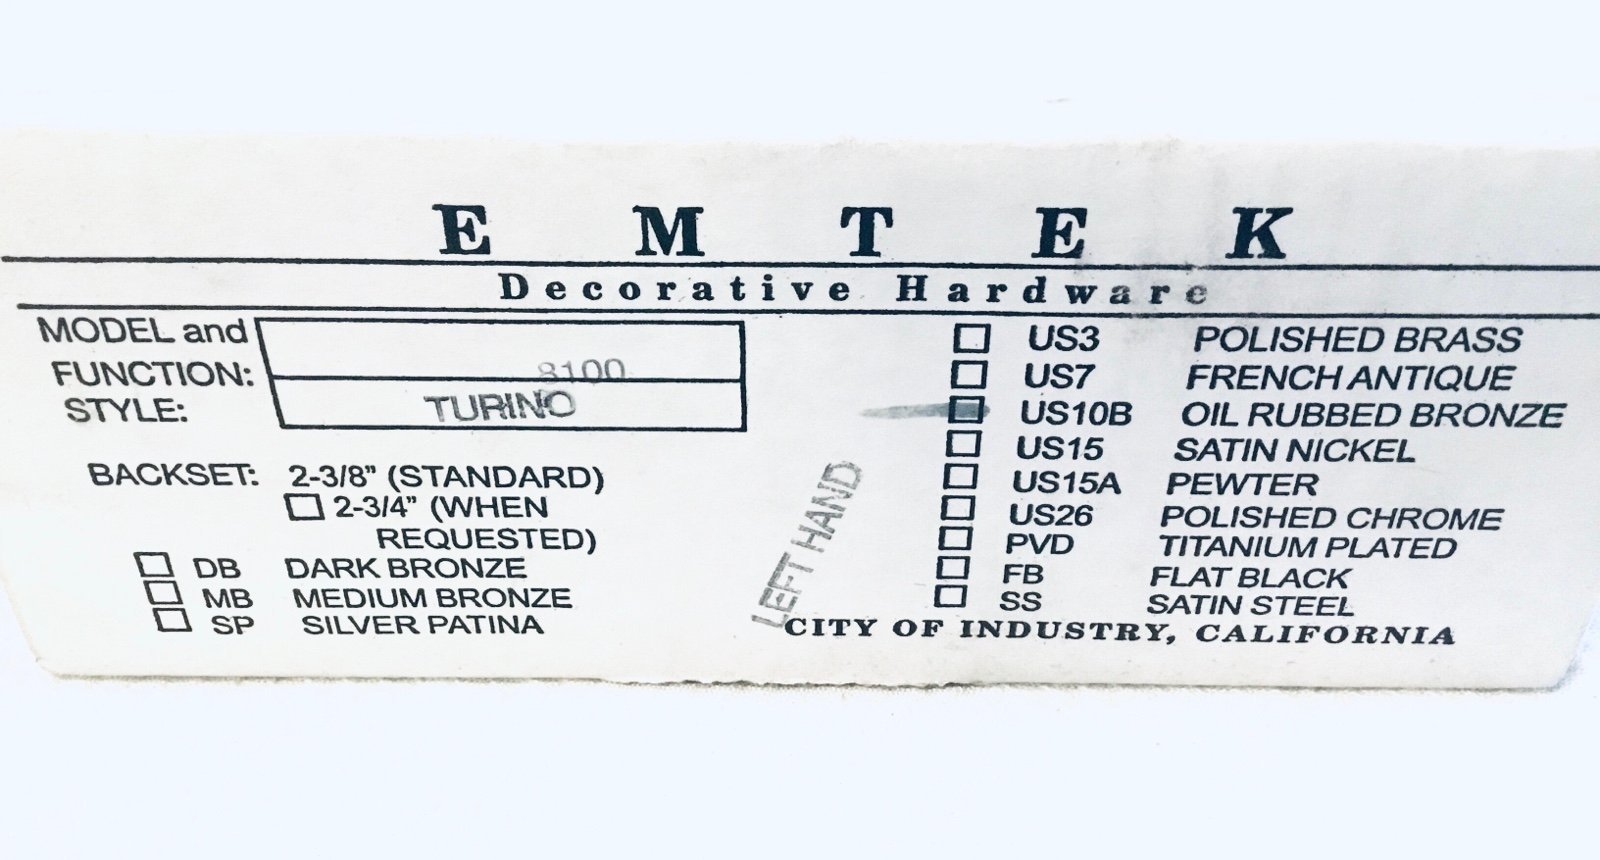 EMTEK
Decorative Hardware
MODEL and
FUNCTION: 8100
STYLE: TURINO
BACKSET: 2-3/8" (STANDARD)
2-3/4" (WHEN
REQUESTED)
DB DARK BRONZE
MB MEDIUM BRONZE
SP SILVER PATINA
LEFT HAND
US3 POLISHED BRASS
US7 FRENCH ANTIQUE
US10B OIL RUBBED BRONZE
US15 SATIN NICKEL
US15A PEWTER
US26 POLISHED CHROME
PVD TITANIUM PLATED
FB FLAT BLACK
SS SATIN STEEL
CITY OF INDUSTRY, CALIFORNIA